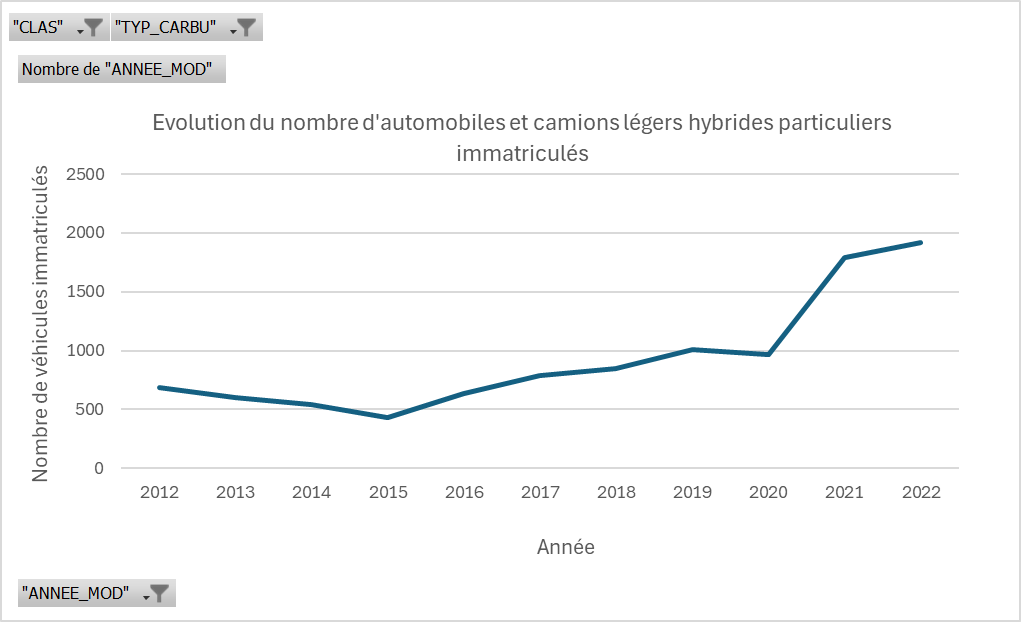 "CLAS" "TYP_CARBU"
Nombre de "ANNEE_MOD"
Evolution du nombre d'automobiles et camions légers hybrides particuliers
immatriculés
Nombre de véhicules immatriculés
2500
2000
1500
1000
500
0
2012 2013 2014 2015 2016 2017 2018 2019 2020 2021 2022
Année
"ANNEE_MOD"